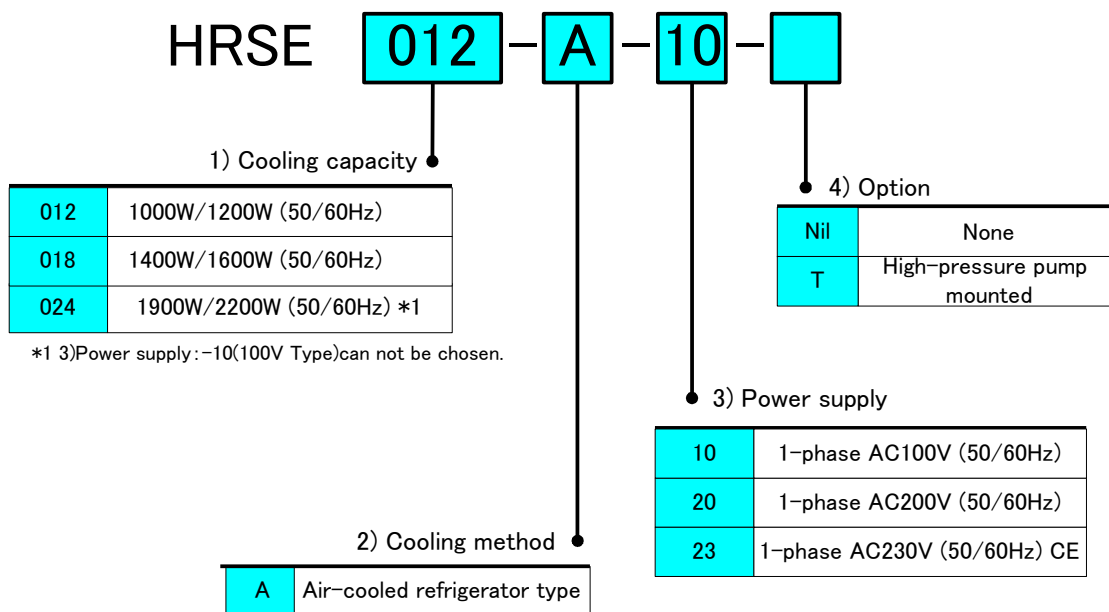 HRSE 012-A-10-
1) Cooling capacity
012 1000W/1200W (50/60Hz)
018 1400W/1600W (50/60Hz)
024 1900W/2200W (50/60Hz) *1
*1 3)Power supply:-10(100V Type)can not be chosen.
4) Option
Nil None
T High-pressure pump
mounted
3) Power supply
10 1-phase AC100V (50/60Hz)
20 1-phase AC200V (50/60Hz)
23 1-phase AC230V (50/60Hz) CE
2) Cooling method
A Air-cooled refrigerator type